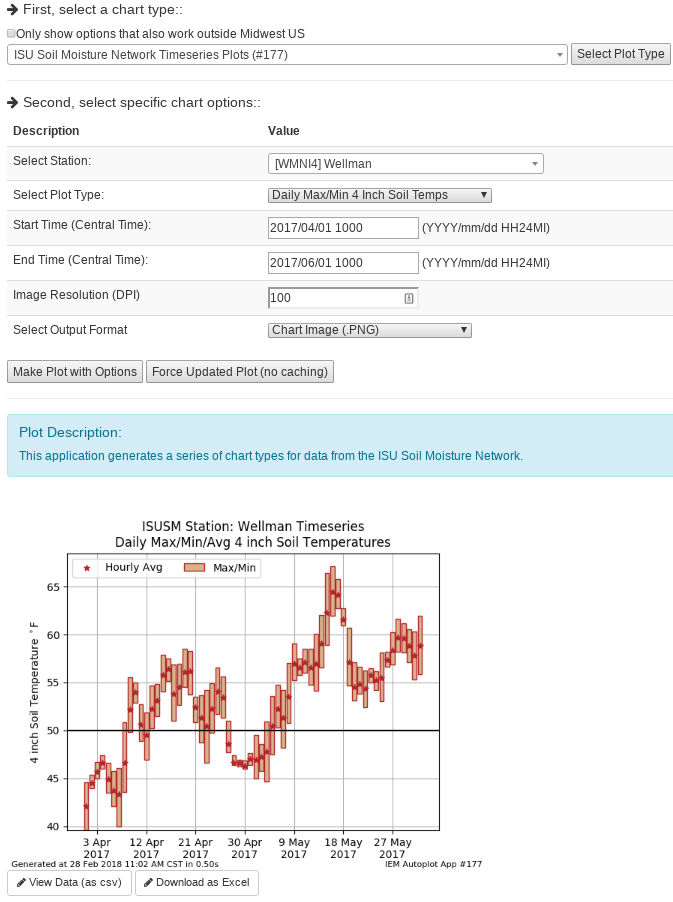 First, select a chart type::
Only show options that also work outside Midwest US
ISU Soil Moisture Network Timeseries Plots (#177)
Select Plot Type
Second, select specific chart options::
Description Value
Select Station: [WMNI4] Wellman
Select Plot Type: Daily Max/Min 4 Inch Soil Temps
Start Time (Central Time): 2017/04/01 1000 (YYYY/mm/dd HH24MI)
End Time (Central Time): 2017/06/01 1000 (YYYY/mm/dd HH24MI)
Image Resolution (DPI) 100
Select Output Format Chart Image (.PNG)
Make Plot with Options Force Updated Plot (no caching)
Plot Description:
This application generates a series of chart types for data from the ISU Soil Moisture Network.
ISUSM Station: Wellman Timeseries
Daily Max/Min/Avg 4 inch Soil Temperatures
Hourly Avg Max/Min
4 inch Soil Temperature °F
65
60
55
50
45
40
3 Apr 12 Apr 21 Apr 30 Apr 9 May 18 May 27 May
2017 2017 2017 2017 2017 2017 2017
Generated at 28 Feb 2018 11:02 AM CST in 0.50s IEM Autoplot App #177
View Data (as csv) Download as Excel